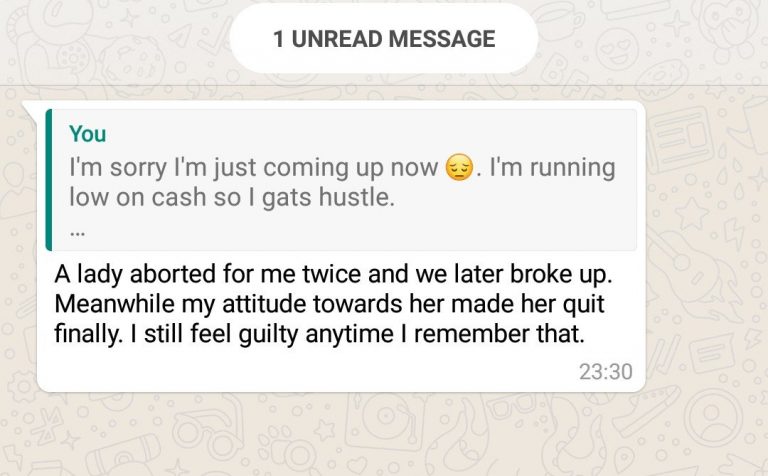 1 UNREAD MESSAGE
You
I'm sorry I'm just coming up now 😔. I'm running
low on cash so I gats hustle.
...
A lady aborted for me twice and we later broke up.
Meanwhile my attitude towards her made her quit
finally. I still feel guilty anytime I remember that.
23:30